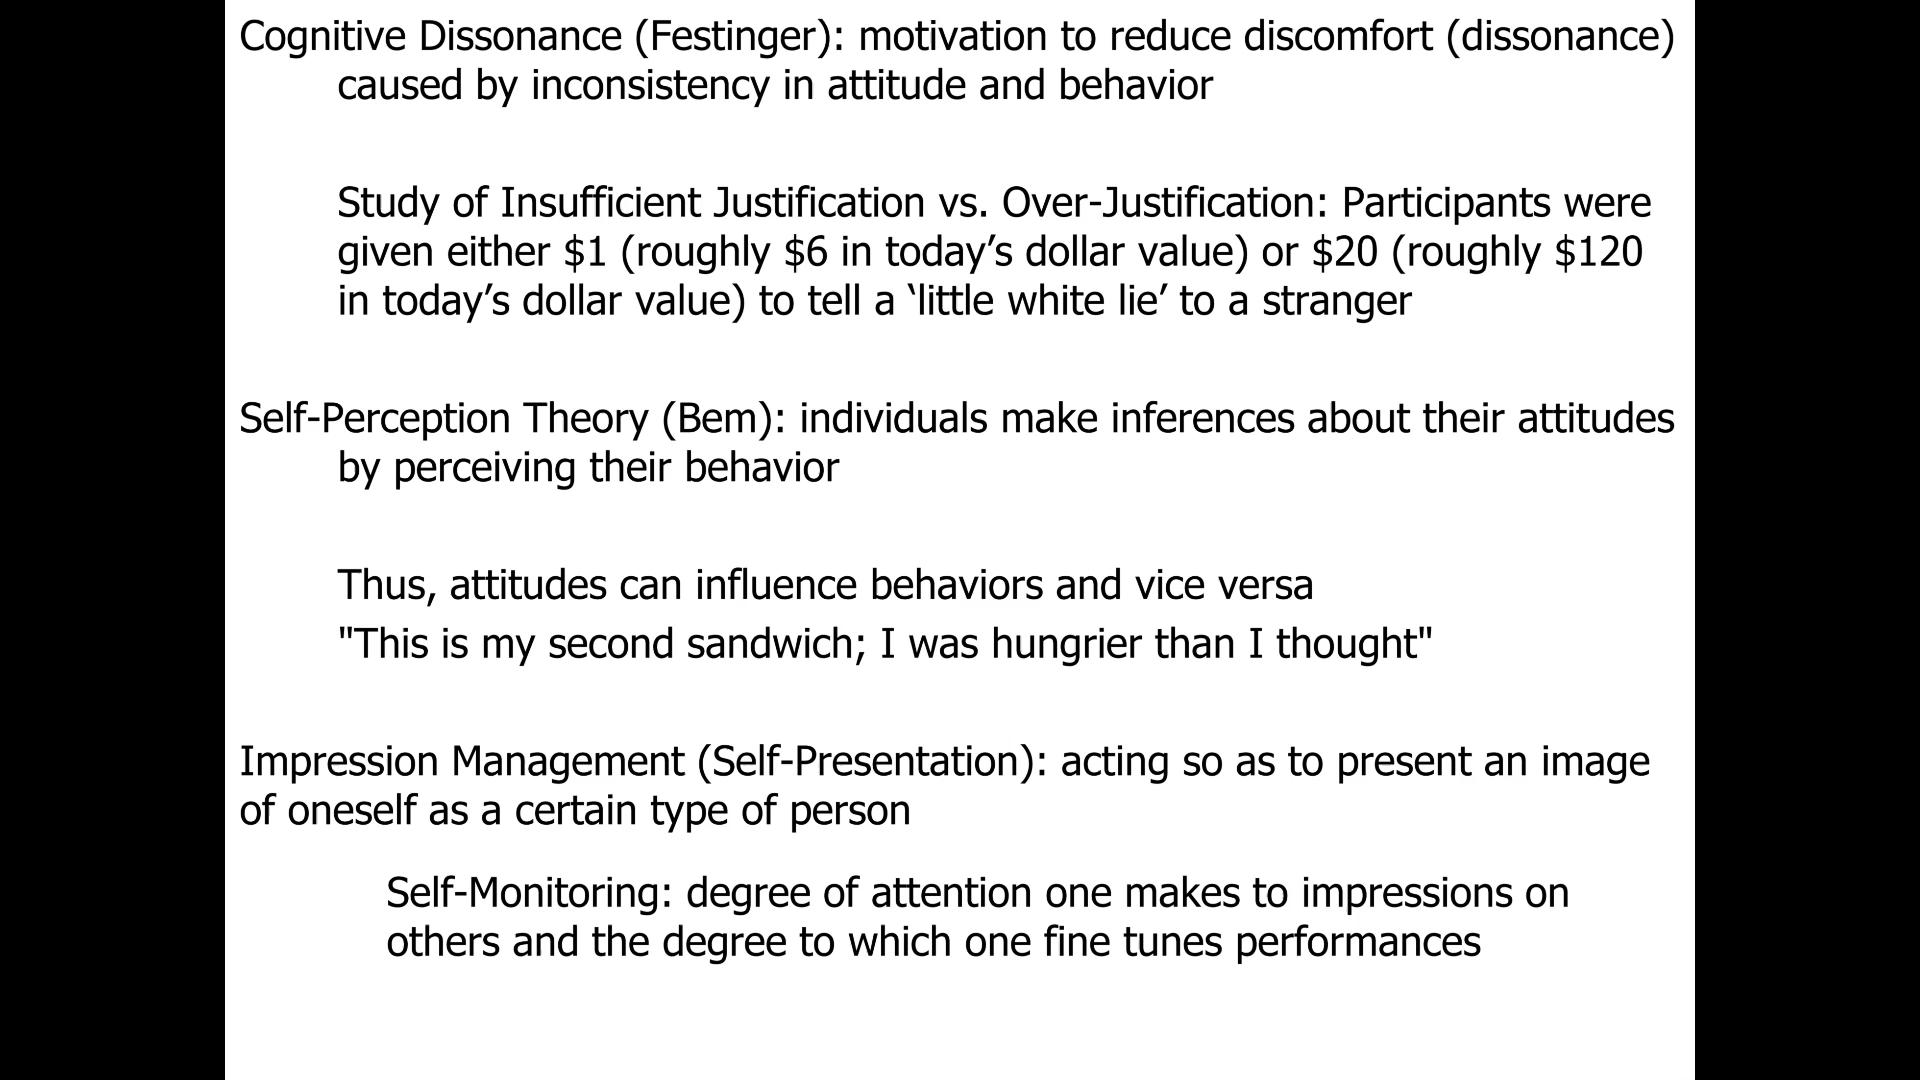 Cognitive Dissonance (Festinger): motivation to reduce discomfort (dissonance)
caused by inconsistency in attitude and behavior
Study of Insufficient Justification vs. Over-Justification: Participants were
given either $1 (roughly $6 in today’s dollar value) or $20 (roughly $120
in today’s dollar value) to tell a ‘little white lie’ to a stranger
Self-Perception Theory (Bem): individuals make inferences about their attitudes
by perceiving their behavior
Thus, attitudes can influence behaviors and vice versa
"This is my second sandwich; I was hungrier than I thought"
Impression Management (Self-Presentation): acting so as to present an image
of oneself as a certain type of person
Self-Monitoring: degree of attention one makes to impressions on
others and the degree to which one fine tunes performances